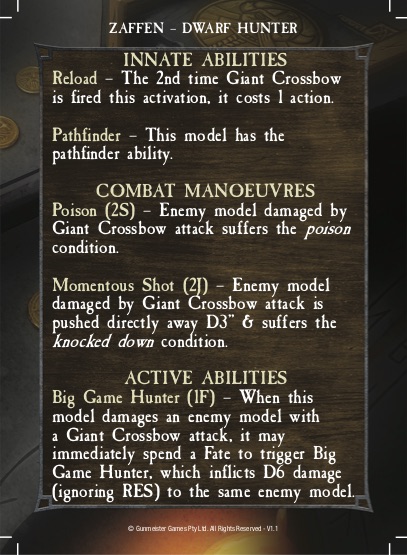 ZAFFEN – DWARF HUNTER
INNATE ABILITIES
Reload – The 2nd time Giant Crossbow
is fired this activation, it costs 1 action.
Pathfinder – This model has the
pathfinder ability.
COMBAT MANOEUVRES
Poison (2S) – Enemy model damaged by
Giant Crossbow attack suffers the poison
condition.
Momentous Shot (2J) – Enemy model
damaged by Giant Crossbow attack is
pushed directly away D3" & suffers the
knocked down condition.
ACTIVE ABILITIES
Big Game Hunter (1F) – When this
model damages an enemy model with
a Giant Crossbow attack, it may
immediately spend a Fate to trigger Big
Game Hunter, which inflicts D6 damage
(ignoring RES) to the same enemy model.
© Gunmeister Games Pty Ltd. All Rights Reserved - V1.1